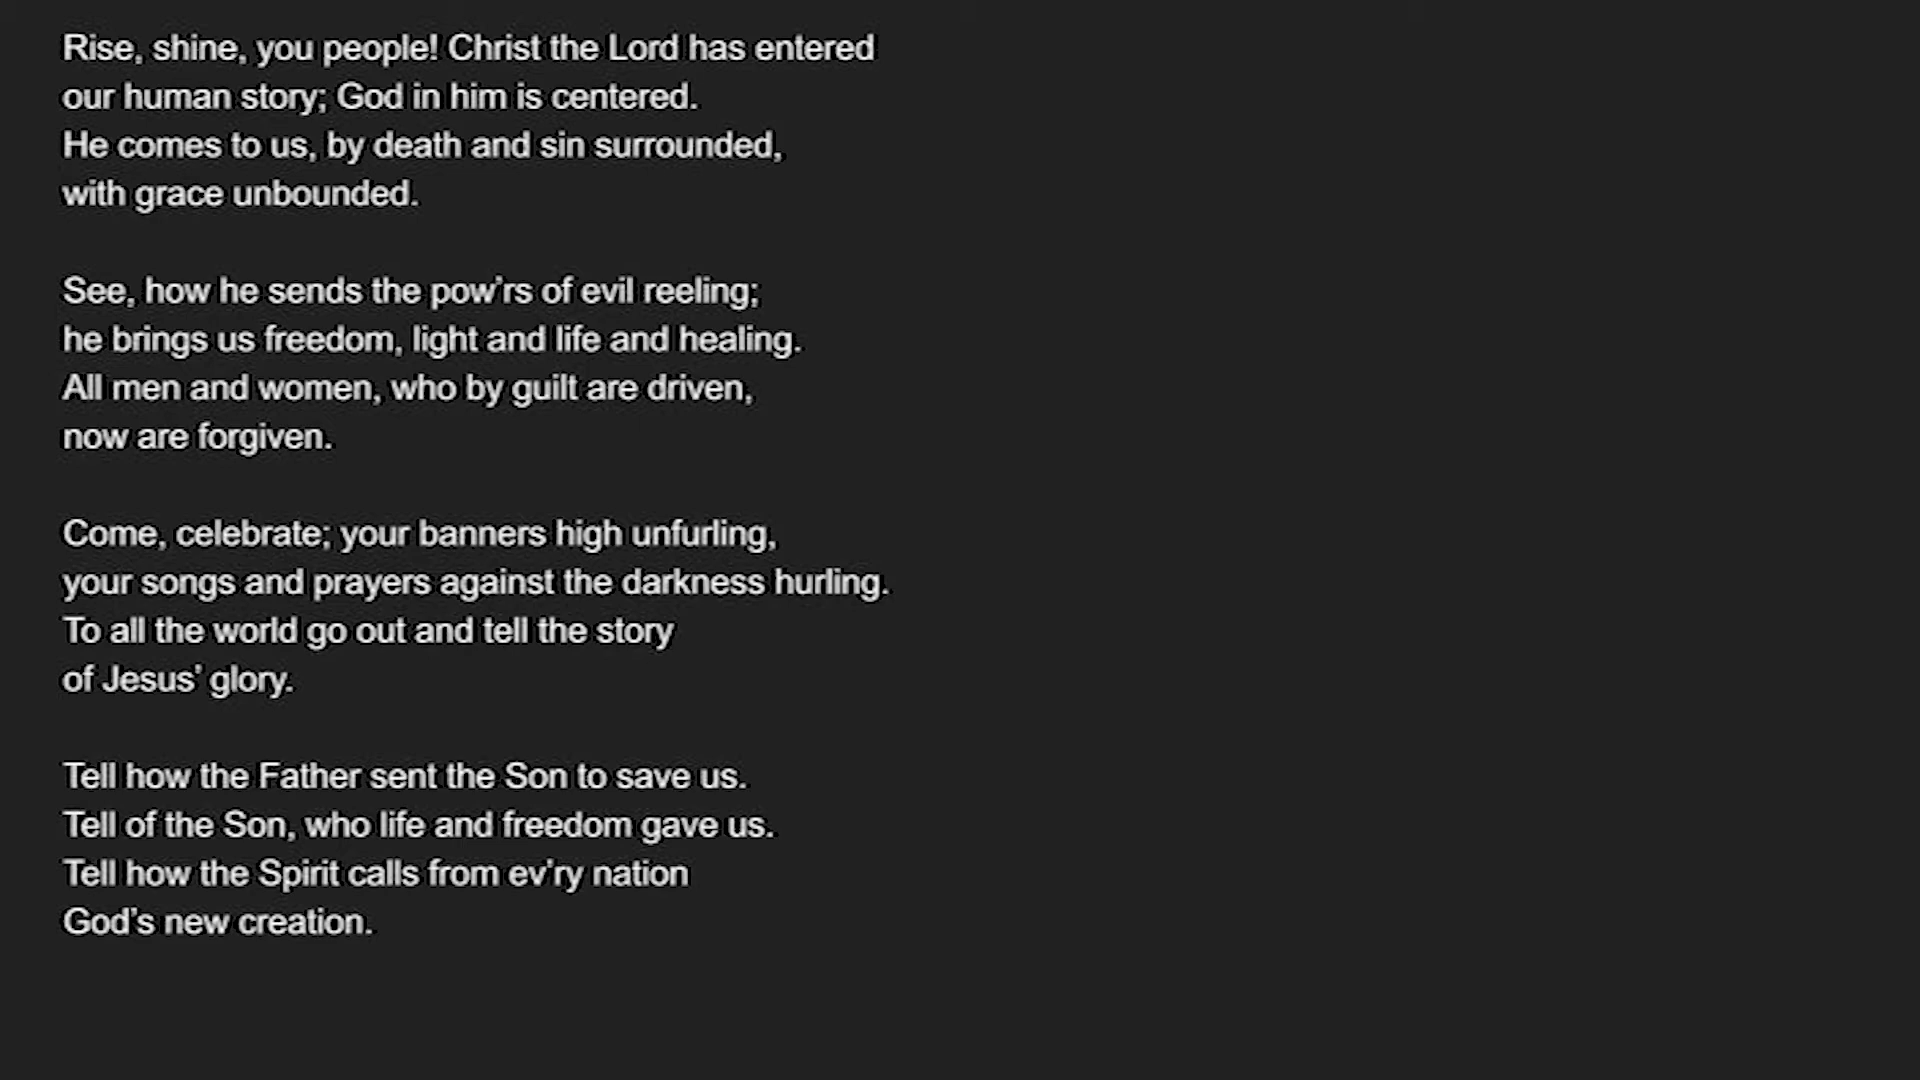 Rise, shine, you people! Christ the Lord has entered
our human story; God in him is centered.
He comes to us, by death and sin surrounded,
with grace unbounded.

See, how he sends the pow’rs of evil reeling;
he brings us freedom, light and life and healing.
All men and women, who by guilt are driven,
now are forgiven.

Come, celebrate; your banners high unfurling,
your songs and prayers against the darkness hurling.
To all the world go out and tell the story
of Jesus’ glory.

Tell how the Father sent the Son to save us.
Tell of the Son, who life and freedom gave us.
Tell how the Spirit calls from ev’ry nation
God’s new creation.